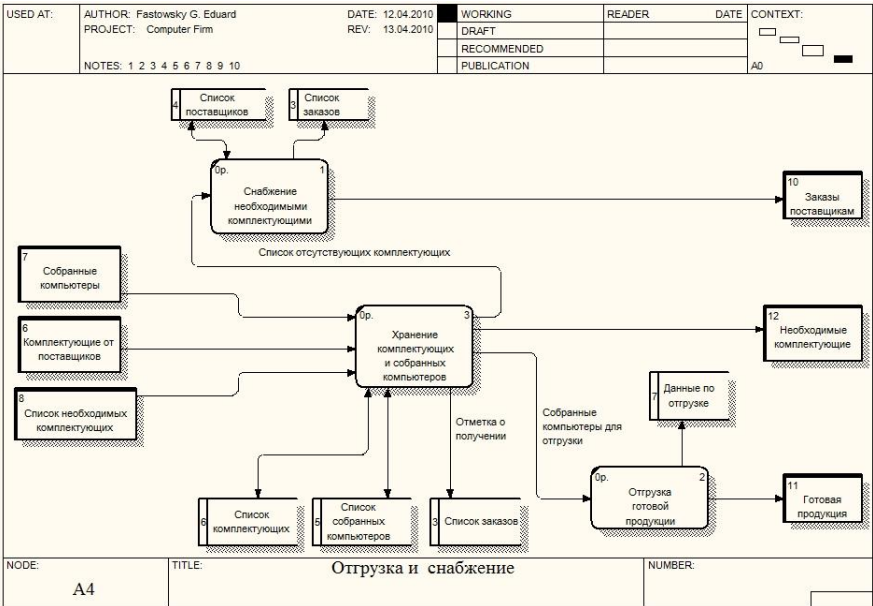 USED AT:
AUTHOR: Fastowsky G. Eduard
DATE: 12.04.2010
PROJECT: Computer Firm
REV: 13.04.2010
NOTES: 1 2 3 4 5 6 7 8 9 10
WORKING
DRAFT
RECOMMENDED
PUBLICATION
READER
DATE
CONTEXT:
A0
4
Список
поставщиков
3
Список
заказов
0р.
1
Снабжение
необходимыми
комплектующими
10
Заказы
поставщикам
Список отсутствующих комплектующих
7
Собранные
компьютеры
6
Комплектующие от
поставщиков
8
Список необходимых
комплектующих
0р.
3
Хранение
комплектующих
и собранных
компьютеров
12
Необходимые
комплектующие
7
Данные по
отгрузке
Отметка о
получении
Собранные
компьютеры для
отгрузки
0р.
2
Отгрузка
готовой
продукции
11
Готовая
продукция
6
Список
комплектующих
5
Список
собранных
компьютеров
3
Список заказов
NODE:
A4
TITLE:
Отгрузка и снабжение
NUMBER: